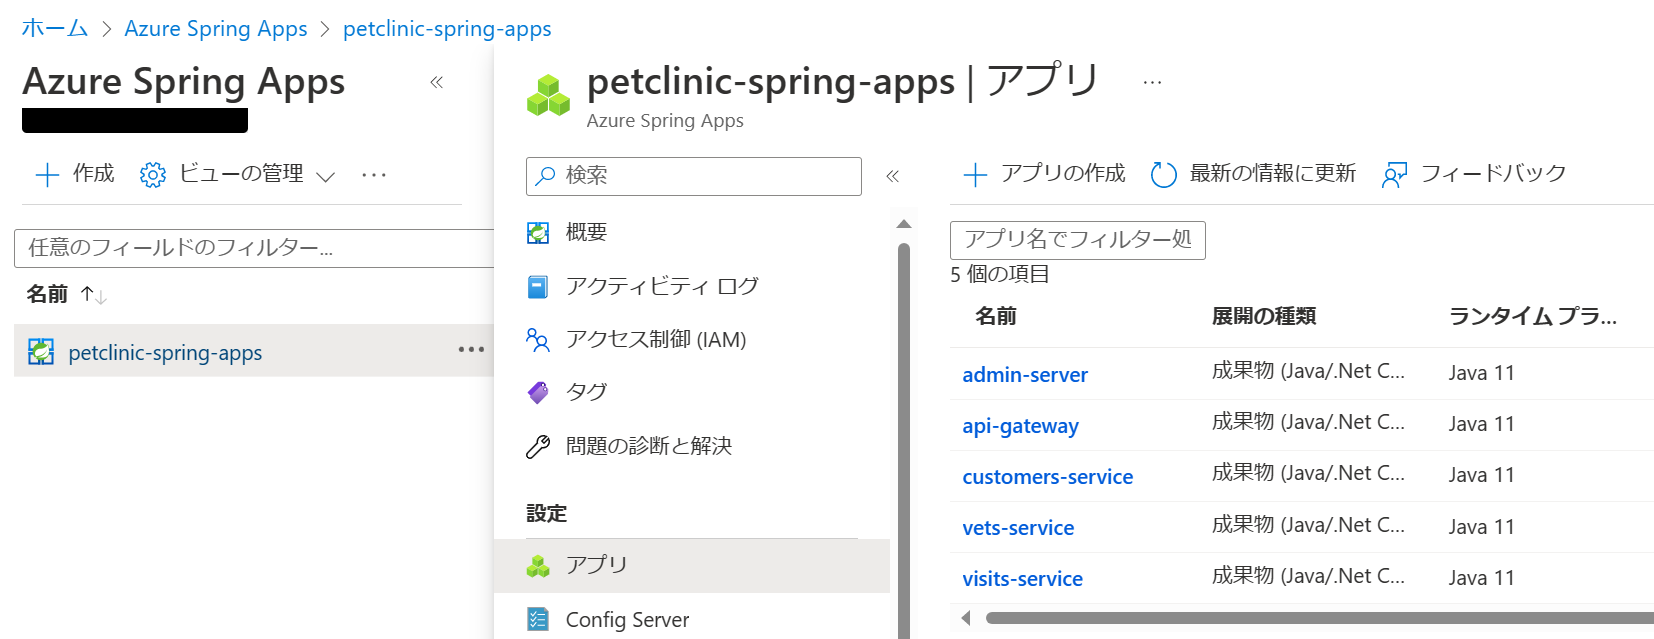 ホーム > Azure Spring Apps > petclinic-spring-apps
Azure Spring Apps «
+ 作成 ビューの管理 ...
任意のフィールドのフィルター...
名前 ↑↓
petclinic-spring-apps ...
petclinic-spring-apps | アプリ ...
Azure Spring Apps
検索 «
概要
アクティビティ ログ
アクセス制御 (IAM)
タグ
問題の診断と解決
設定
アプリ
Config Server
+ アプリの作成 最新の情報に更新 フィードバック
アプリ名でフィルター処
5 個の項目
名前 展開の種類 ランタイム プラ...
admin-server 成果物 (Java/.Net C... Java 11
api-gateway 成果物 (Java/.Net C... Java 11
customers-service 成果物 (Java/.Net C... Java 11
vets-service 成果物 (Java/.Net C... Java 11
visits-service 成果物 (Java/.Net C... Java 11